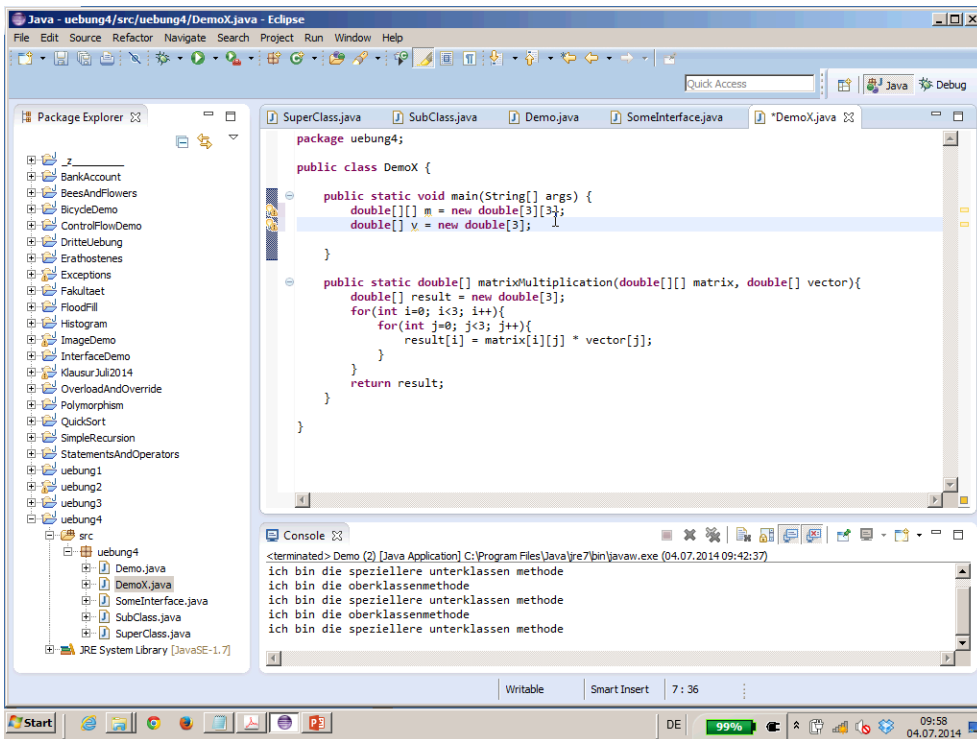 Java - uebung4/src/uebung4/DemoX.java - Eclipse
File Edit Source Refactor Navigate Search Project Run Window Help
Quick Access
Java Debug
Package Explorer
_z_________
BankAccount
BeesAndFlowers
BicycleDemo
ControlFlowDemo
DritteUebung
Erathostenes
Exceptions
Fakultaet
FloodFill
Histogram
ImageDemo
InterfaceDemo
KlausurJuli2014
OverloadAndOverride
Polymorphism
QuickSort
SimpleRecursion
StatementsAndOperators
uebung1
uebung2
uebung3
uebung4
src
uebung4
Demo.java
DemoX.java
SomeInterface.java
SubClass.java
SuperClass.java
JRE System Library [JavaSE-1.7]
SuperClass.java SubClass.java Demo.java SomeInterface.java *DemoX.java
package uebung4;
public class DemoX {
public static void main(String[] args) {
double[][] m = new double[3][3];
double[] v = new double[3];
}
public static double[] matrixMultiplication(double[][] matrix, double[] vector){
double[] result = new double[3];
for(int i=0; i<3; i++){
for(int j=0; j<3; j++){
result[i] = matrix[i][j] * vector[j];
}
}
return result;
}
}
Console
<terminated> Demo (2) [Java Application] C:\Program Files\Java\jre7\bin\javaw.exe (04.07.2014 09:42:37)
ich bin die speziellere unterklassen methode
ich bin die oberklassenmethode
ich bin die speziellere unterklassen methode
ich bin die oberklassenmethode
ich bin die speziellere unterklassen methode
Writable Smart Insert 7 : 36
Start DE 99% 09:58
04.07.2014